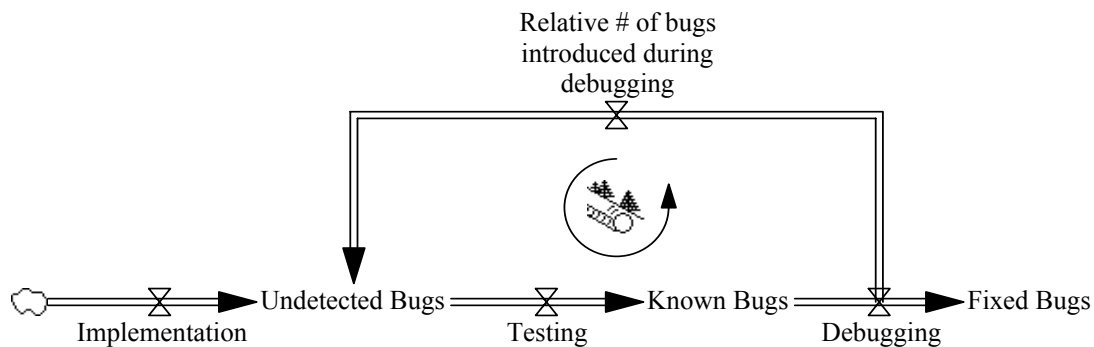 Relative # of bugs
introduced during
debugging
Undetected Bugs
Known Bugs
Fixed Bugs
Implementation
Testing
Debugging